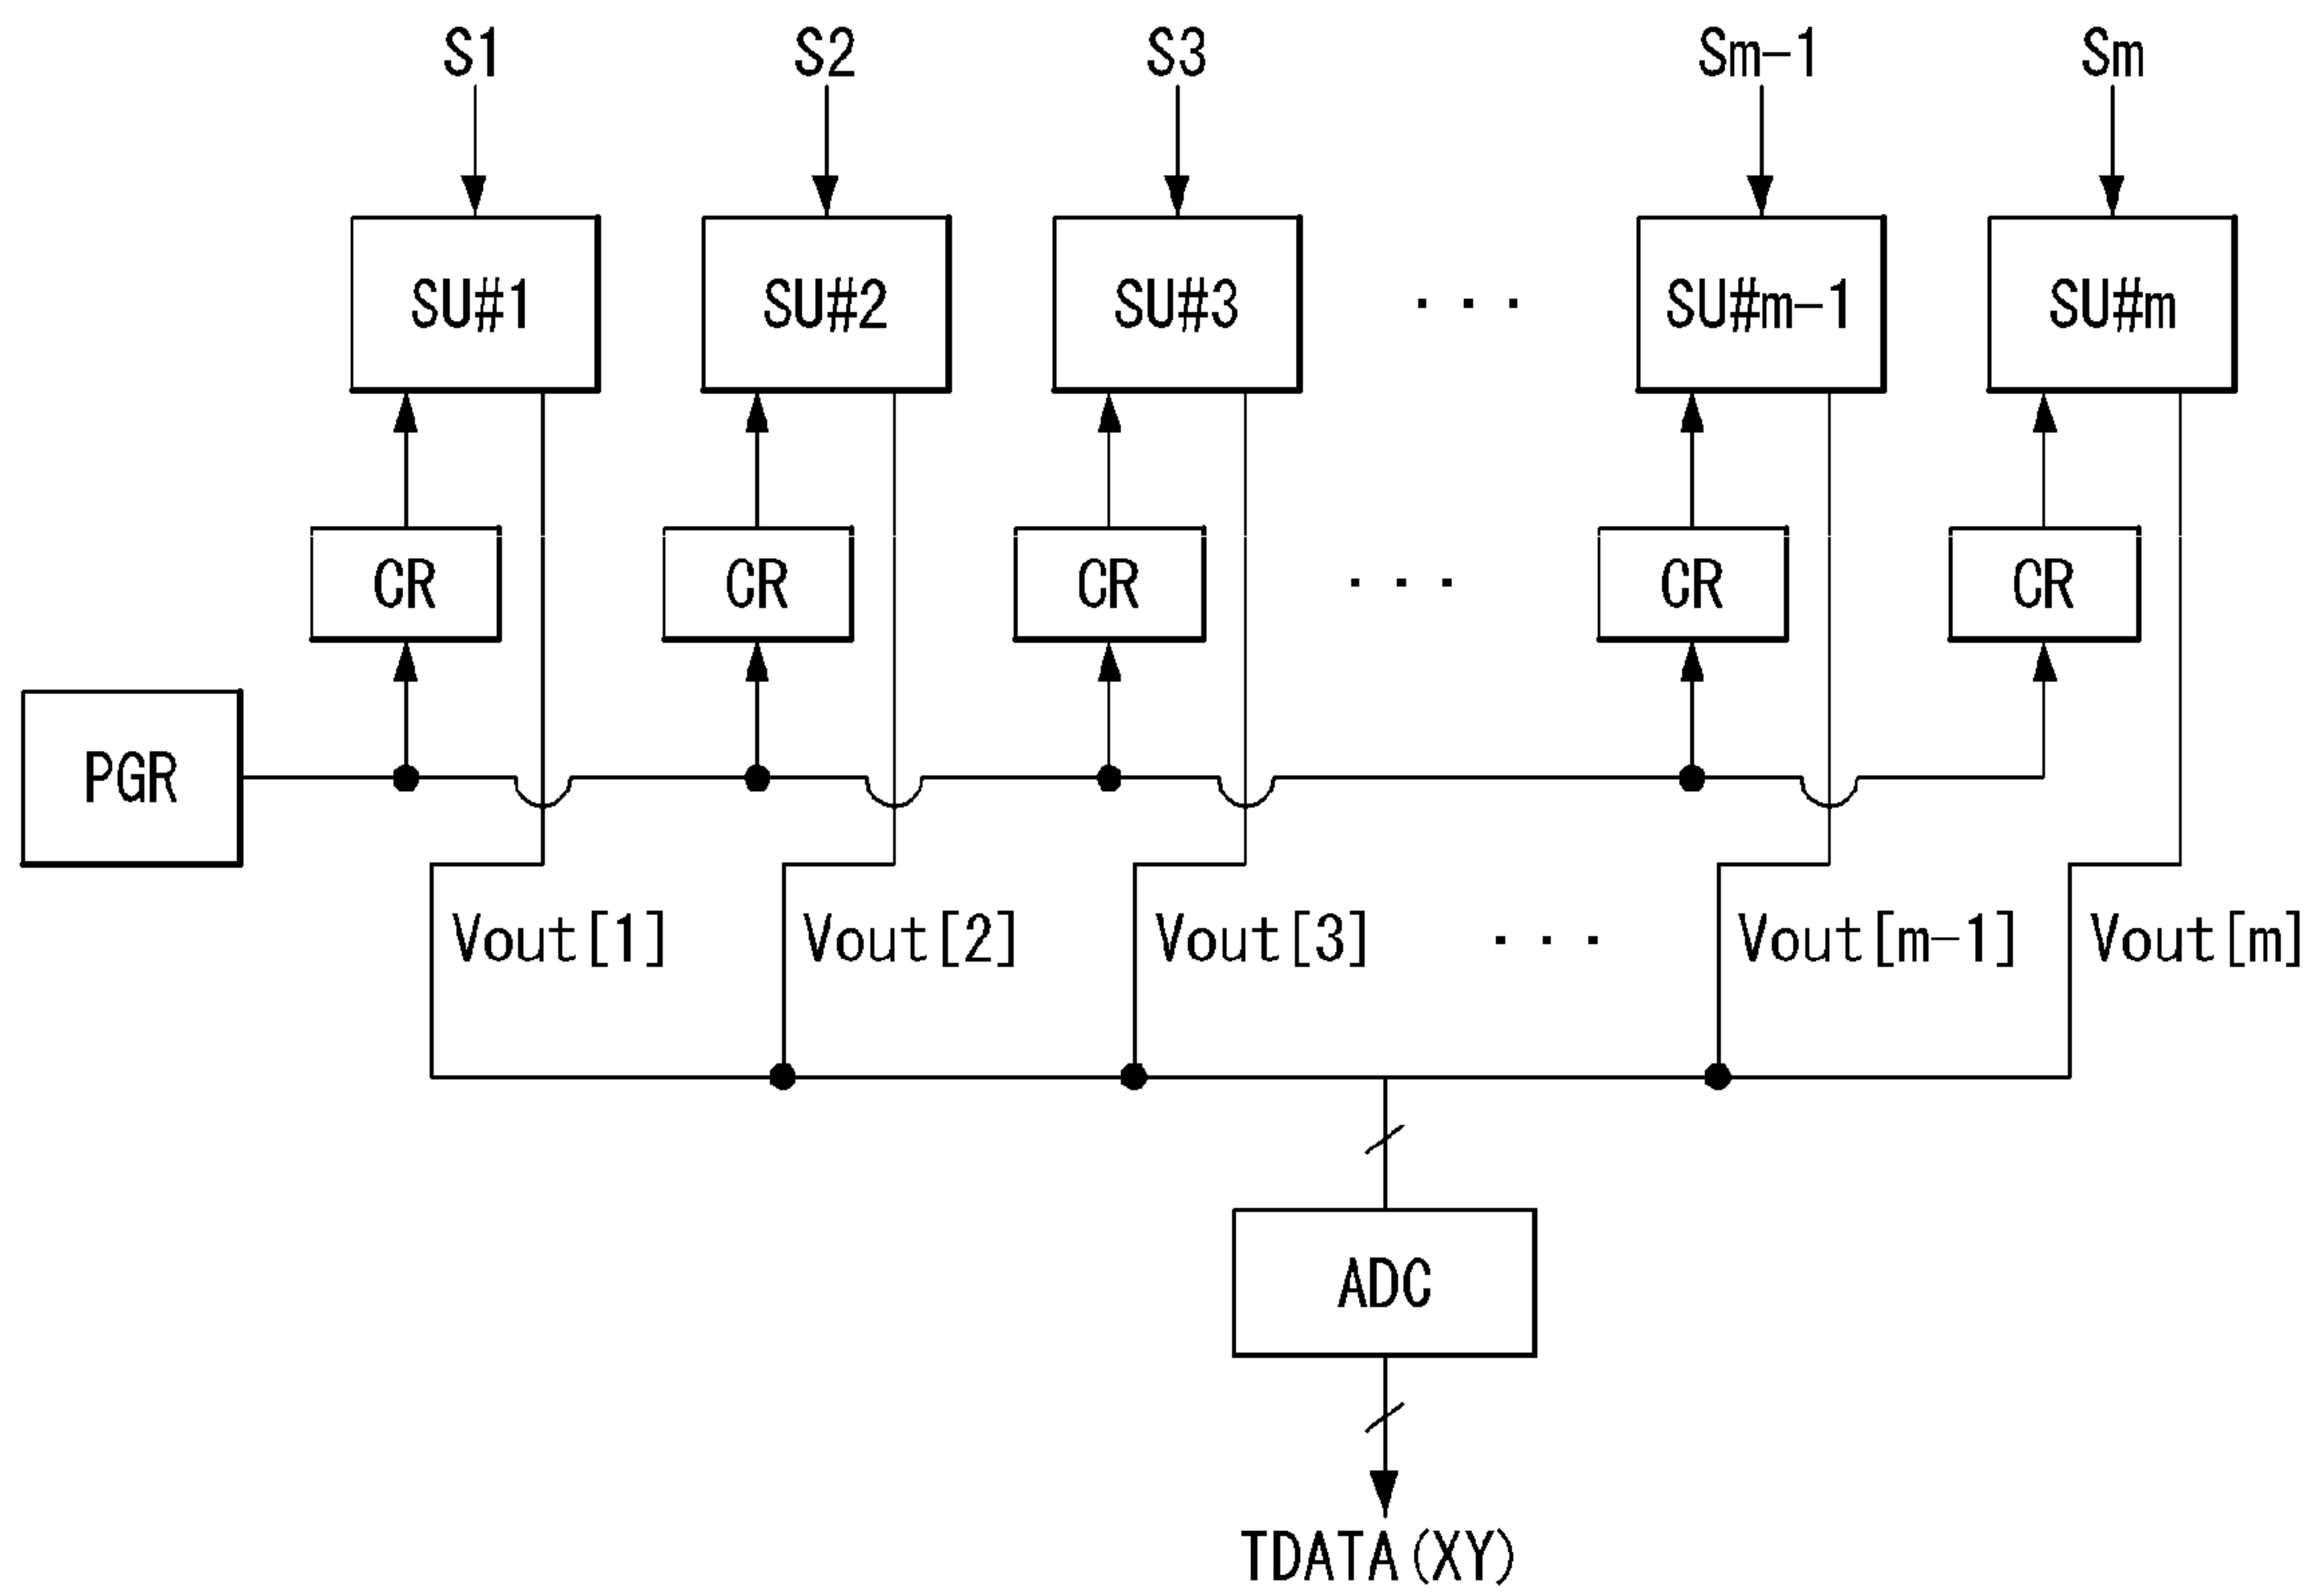 S1 S2 S3 Sm-1 Sm
SU#1 SU#2 SU#3 ... SU#m-1 SU#m
CR CR CR ... CR CR
PGR
Vout[1] Vout[2] Vout[3] ... Vout[m-1] Vout[m]
ADC
TDATA(XY)